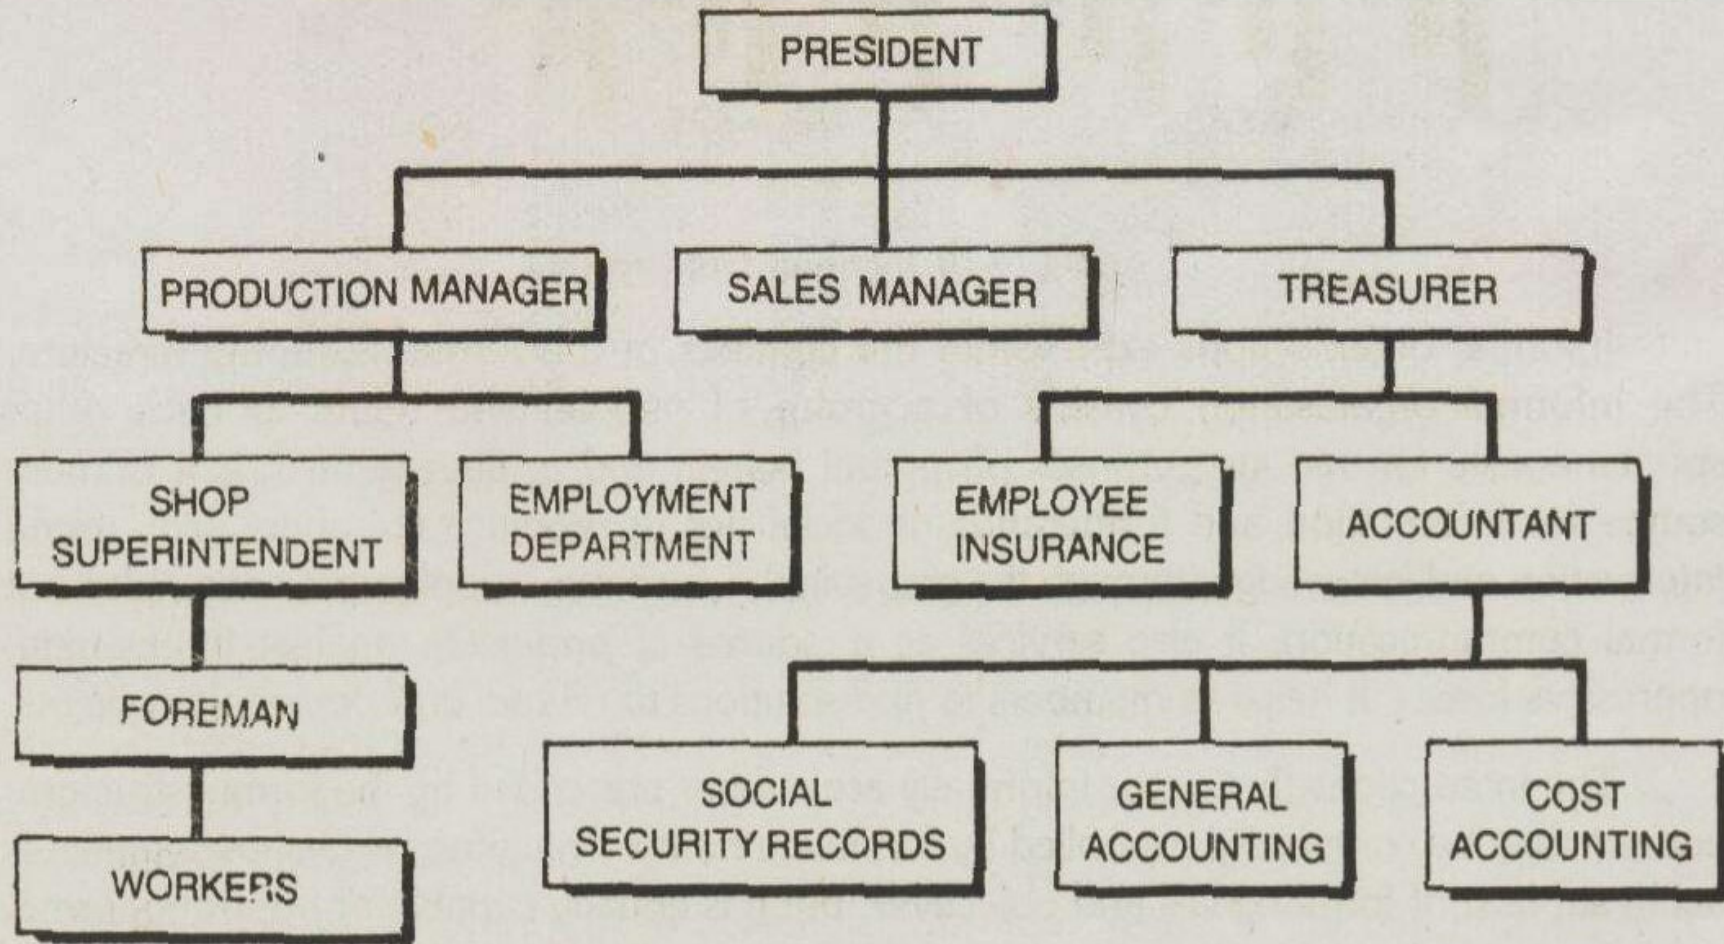 PRESIDENT
PRODUCTION MANAGER
SALES MANAGER
TREASURER
SHOP
SUPERINTENDENT
EMPLOYMENT
DEPARTMENT
EMPLOYEE
INSURANCE
ACCOUNTANT
FOREMAN
SOCIAL
SECURITY RECORDS
GENERAL
ACCOUNTING
COST
ACCOUNTING
WORKERS